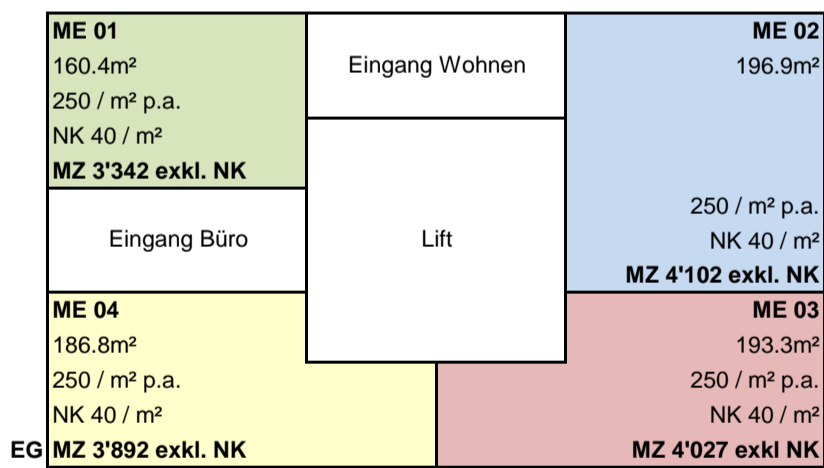 ME 01
160.4m²
250 / m² p.a.
NK 40 / m²
MZ 3'342 exkl. NK
Eingang Wohnen
ME 02
196.9m²
250 / m² p.a.
NK 40 / m²
MZ 4'102 exkl. NK
Eingang Büro
Lift
ME 04
186.8m²
250 / m² p.a.
NK 40 / m²
EG MZ 3'892 exkl. NK
ME 03
193.3m²
250 / m² p.a.
NK 40 / m²
MZ 4'027 exkl NK